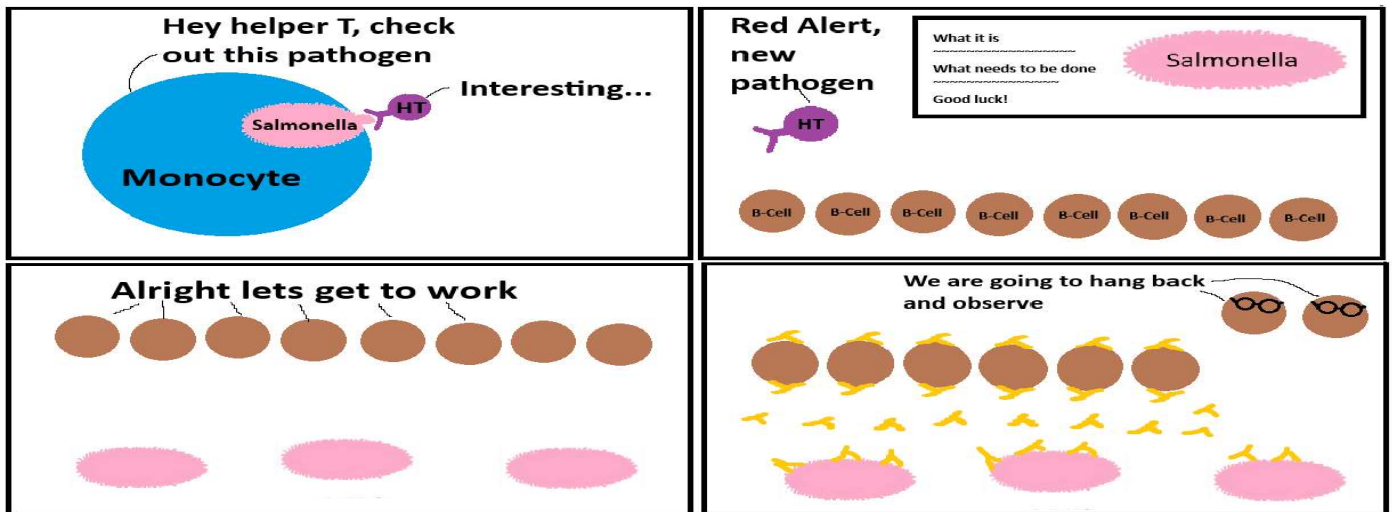 Hey helper T, check
out this pathogen
Interesting...
HT
Salmonella
Monocyte
Red Alert,
new
pathogen
HT
What it is
~~~~~~~~~~~~~~~~~
What needs to be done
~~~~~~~~~~~~~~~
Good luck!
Salmonella
B-Cell B-Cell B-Cell B-Cell B-Cell B-Cell B-Cell B-Cell
Alright lets get to work
We are going to hang back
and observe